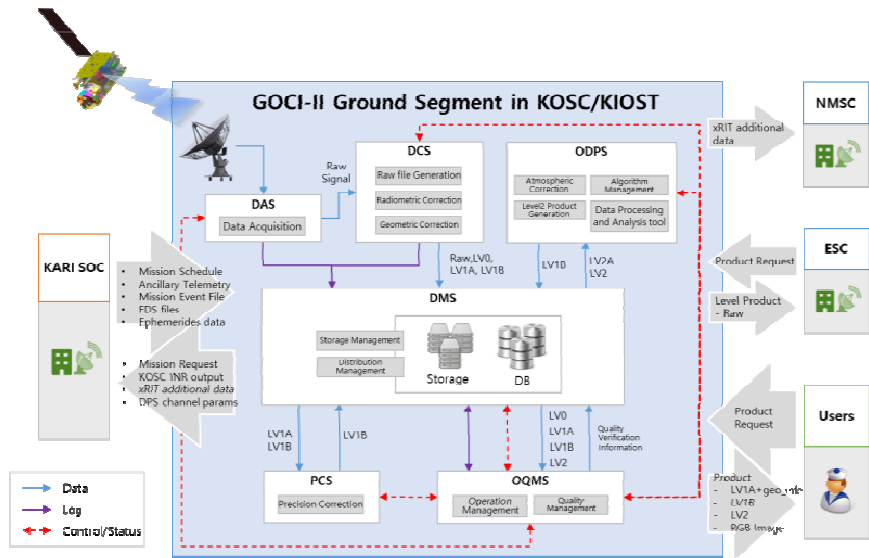 GOCI-II Ground Segment in KOSC/KIOST
NMSC
xRIT additional
data
DCS
Raw file Generation
Radiometric Correction
Geometric Correction
ODPS
Atmospheric
Correction
Algorithm
Management
Level2 Product
Generation
Data Processing
and Analysis tool
Raw
Signal
DAS
Data Acquisition
KARI SOC
• Mission Schedule
• Ancillary Telemetry
• Mission Event File
• FDS files
• Ephemerides data
• Mission Request
• KOSC INR output
• xRIT additional data
• DPS channel params
Raw, LV0,
LV1A, LV1B
LV1B
LV2A
LV2
Product Request
ESC
Level Product
- Raw
DMS
Storage Management
Distribution
Management
Storage
DB
LV1A
LV1B
LV1B
LV0
LV1A
LV1B
LV2
Quality
Verification
Information
Product
Request
Users
PCS
Precision Correction
OQMS
Operation
Management
Quality
Management
Product
- LV1A+geo
- LV1B
- LV2
- RGB Image
Data
Log
Control/Status